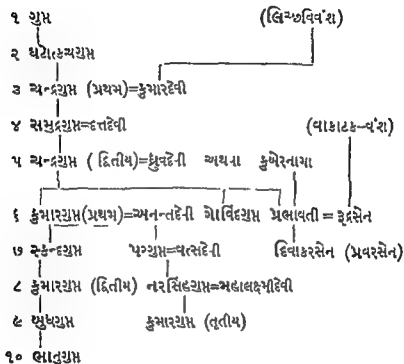 ૧ ગુપ્ત (લિચ્છવિવંશ)
૨ ઘટોત્કચગુપ્ત
૩ ચન્દ્રગુપ્ત (પ્રથમ)=કુમારદેવી
૪ સમુદ્રગુપ્ત=દત્તદેવી (વાકાટક-વંશ)
૫ ચન્દ્રગુપ્ત (દ્વિતીય)=ધ્રુવદેવી અથવા કુબેરનાગા
૬ કુમારગુપ્ત(પ્રથમ)=અનન્તદેવી ગોવિંદગુપ્ત પ્રભાવતી = રૂદ્રસેન
૭ સ્કન્દગુપ્ત પગ્ગુપ્ત=વત્સદેવી દિવાકરસેન (પ્રવરસેન)
૮ કુમારગુપ્ત (દ્વિતીય) નરસિંહગુપ્ત=મહાલક્ષ્મીદેવી
૯ બુધગુપ્ત કુમારગુપ્ત (તૃતીય)
૧૦ ભાનુગુપ્ત